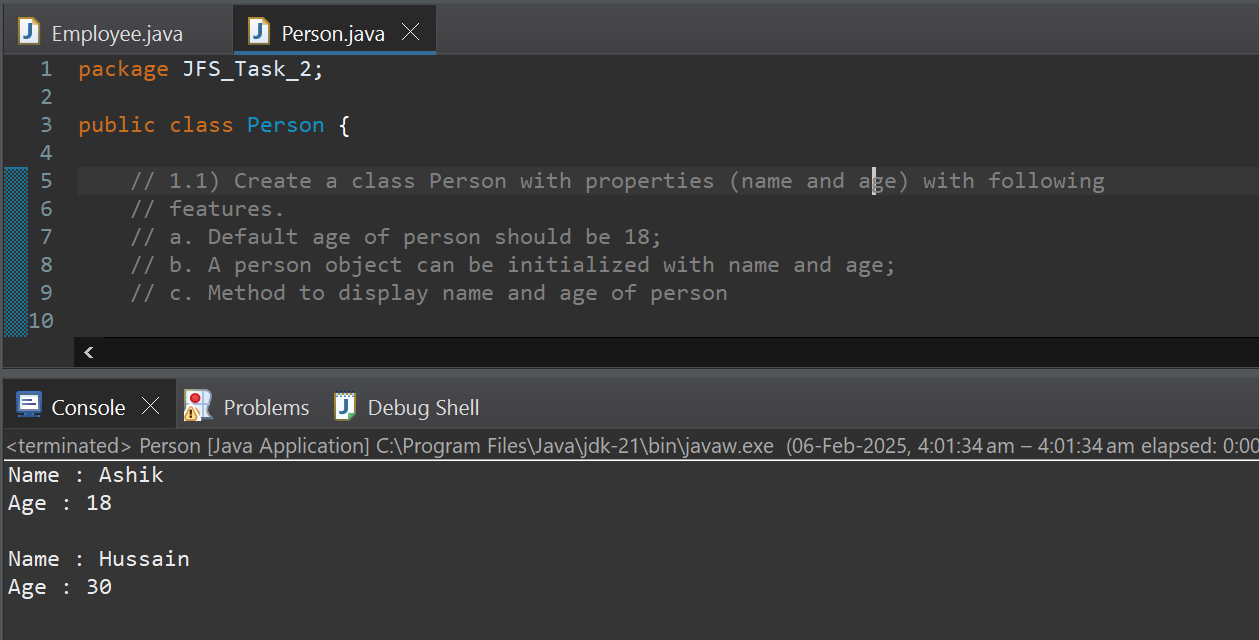 Employee.java Person.java
1 package JFS_Task_2;
2
3 public class Person {
4
5 // 1.1) Create a class Person with properties (name and age) with following
6 // features.
7 // a. Default age of person should be 18;
8 // b. A person object can be initialized with name and age;
9 // c. Method to display name and age of person
10
Console Problems Debug Shell
<terminated> Person [Java Application] C:\Program Files\Java\jdk-21\bin\javaw.exe (06-Feb-2025, 4:01:34 am – 4:01:34 am elapsed: 0:00
Name : Ashik
Age : 18
Name : Hussain
Age : 30